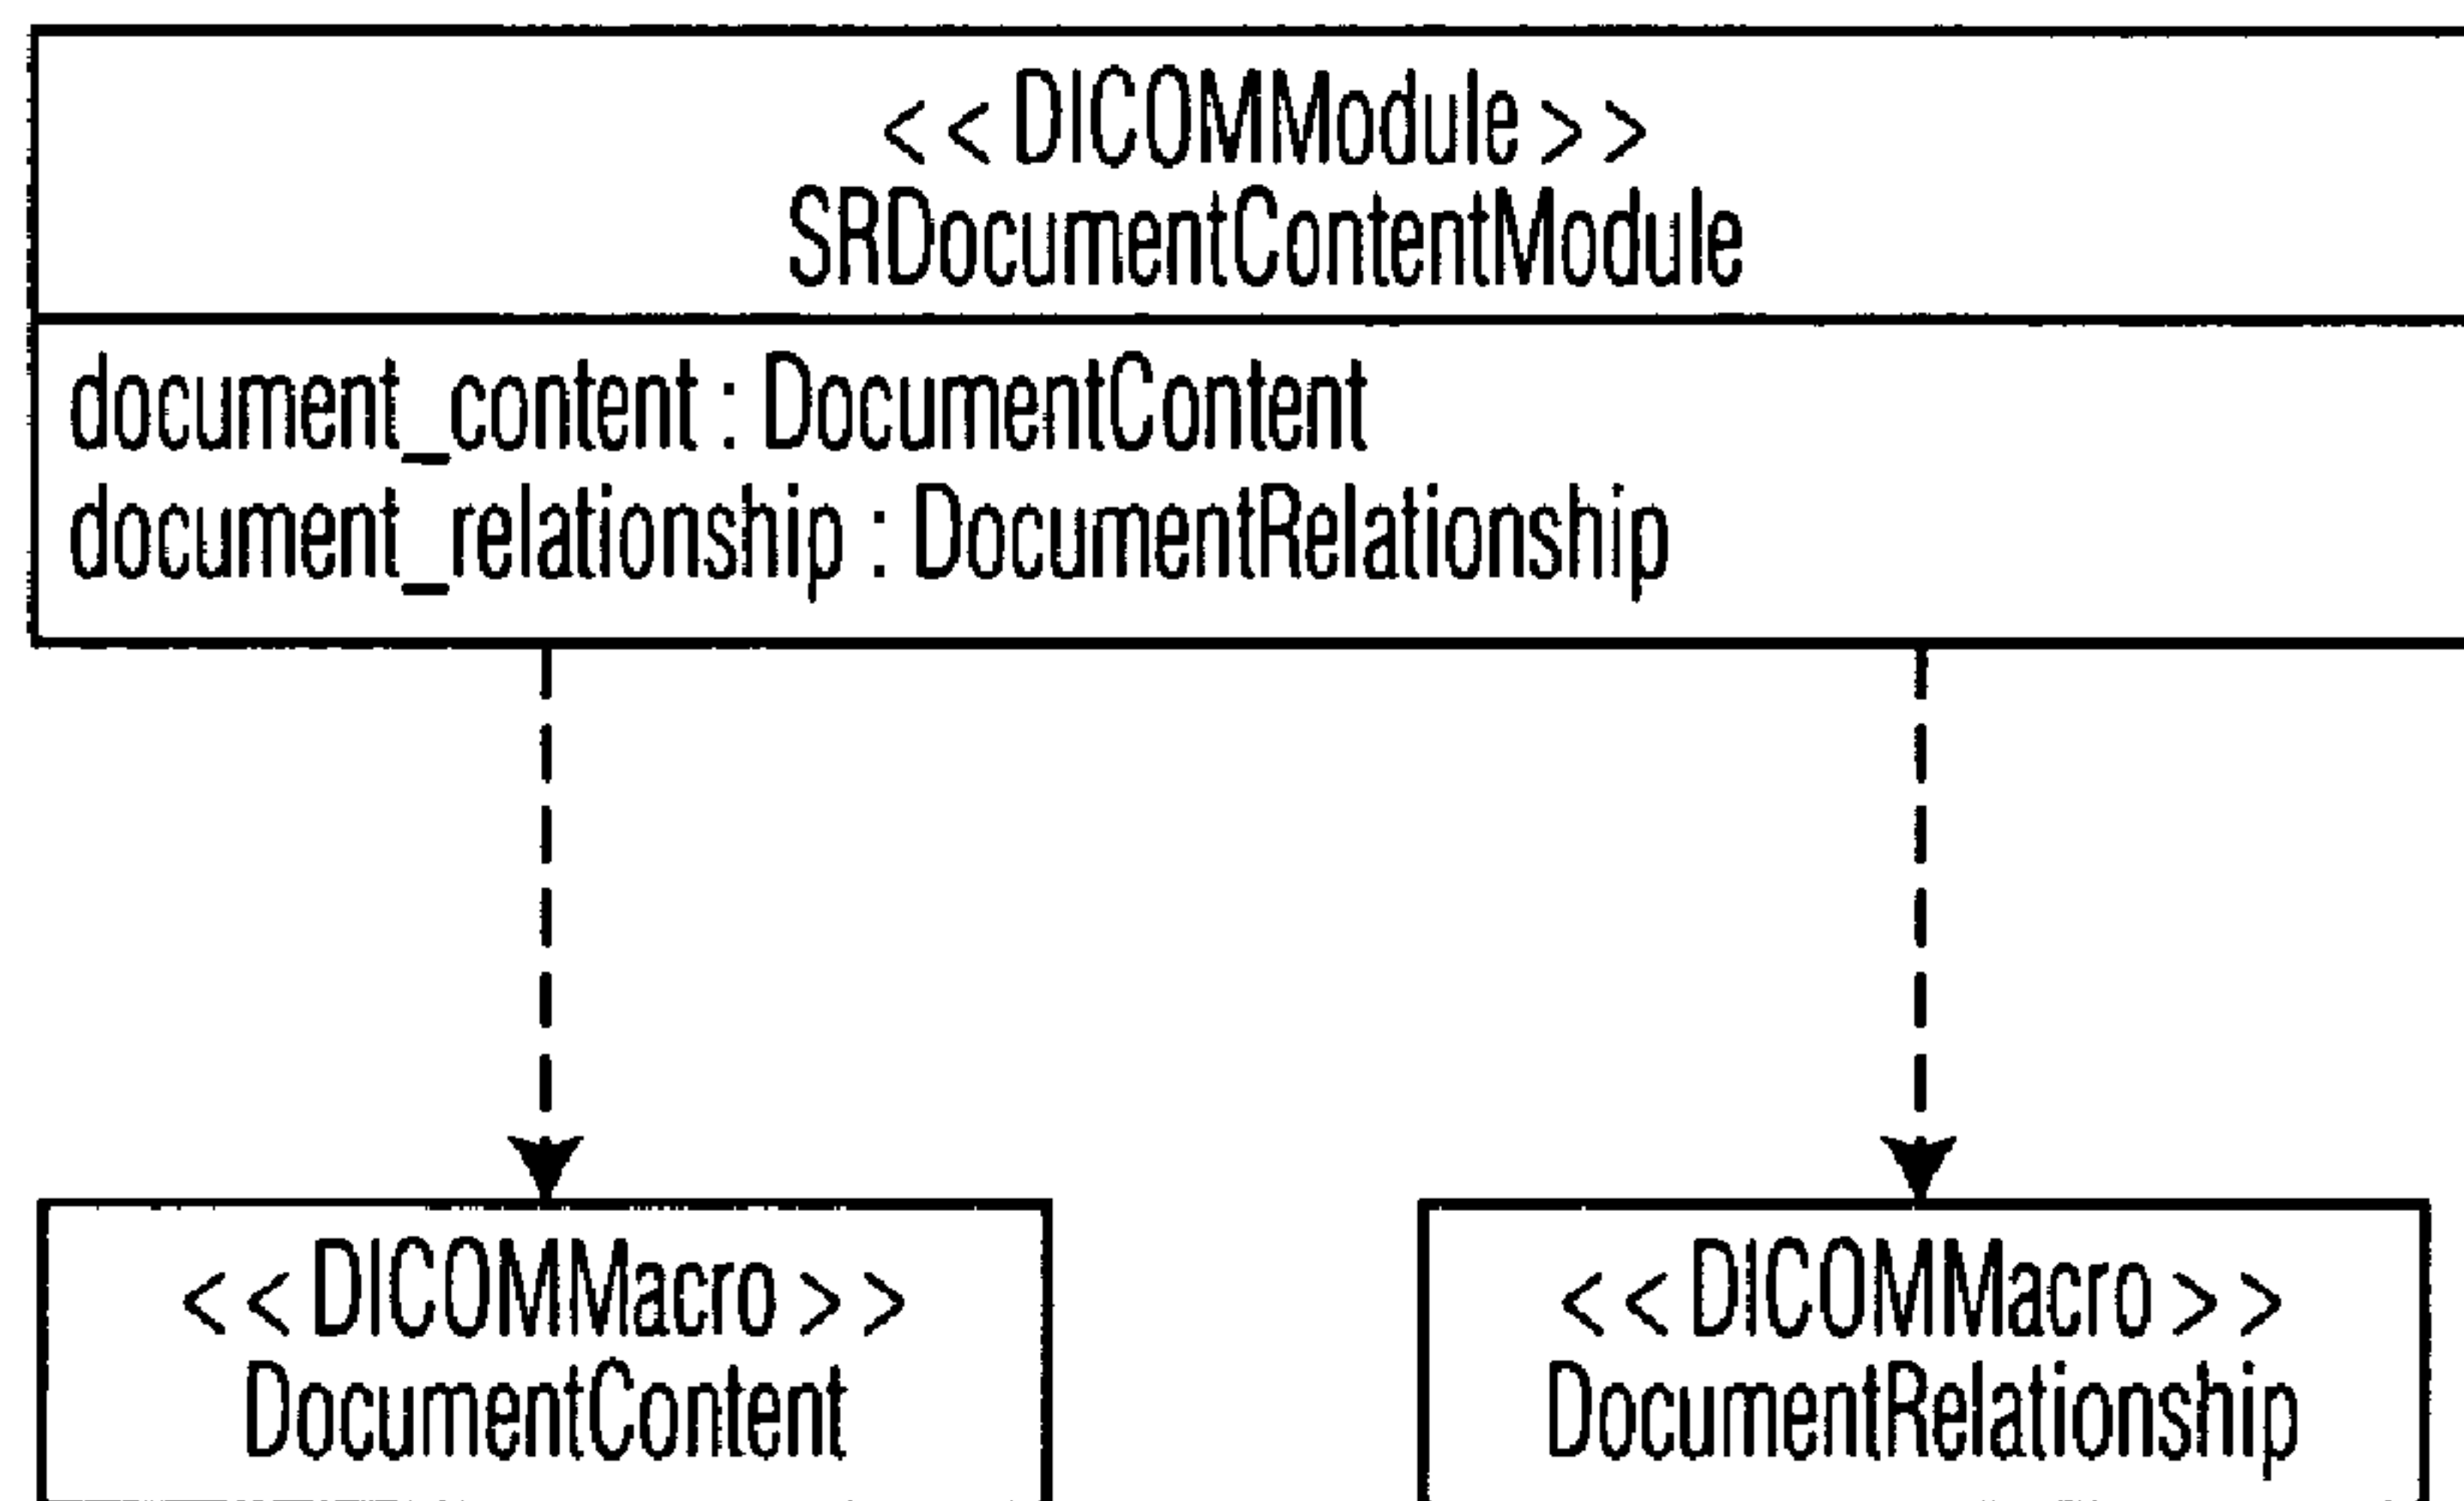 <<DICOMModule>>
SRDocumentContentModule
document_content : DocumentContent
document_relationship : DocumentRelationship
<<DICOMMacro>>
DocumentContent
<<DICOMMacro>>
DocumentRelationship